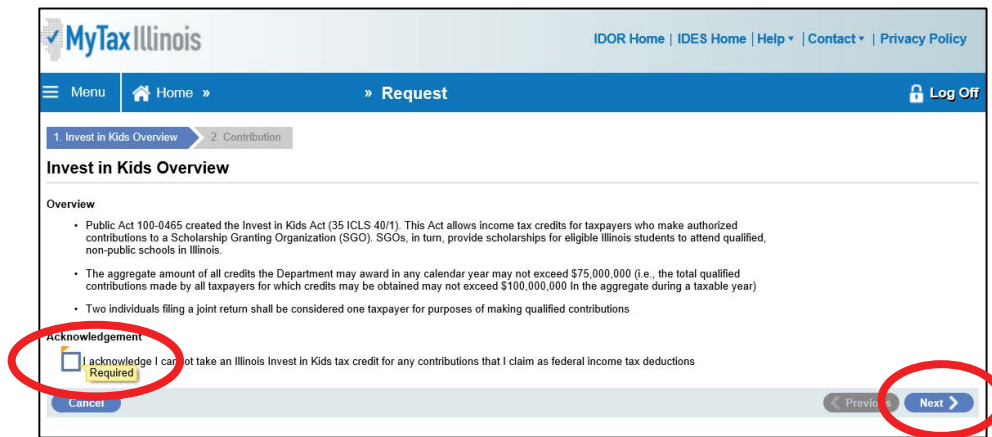 MyTax Illinois
IDOR Home | IDES Home | Help | Contact | Privacy Policy
Menu Home » » Request Log Off
1. Invest in Kids Overview 2. Contribution
Invest in Kids Overview
Overview
• Public Act 100-0465 created the Invest in Kids Act (35 ICLS 40/1). This Act allows income tax credits for taxpayers who make authorized
contributions to a Scholarship Granting Organization (SGO). SGOs, in turn, provide scholarships for eligible Illinois students to attend qualified,
non-public schools in Illinois.
• The aggregate amount of all credits the Department may award in any calendar year may not exceed $75,000,000 (i.e., the total qualified
contributions made by all taxpayers for which credits may be obtained may not exceed $100,000,000 In the aggregate during a taxable year)
• Two individuals filing a joint return shall be considered one taxpayer for purposes of making qualified contributions
Acknowledgement
I acknowledge I cannot take an Illinois Invest in Kids tax credit for any contributions that I claim as federal income tax deductions
Required
Cancel Previous Next